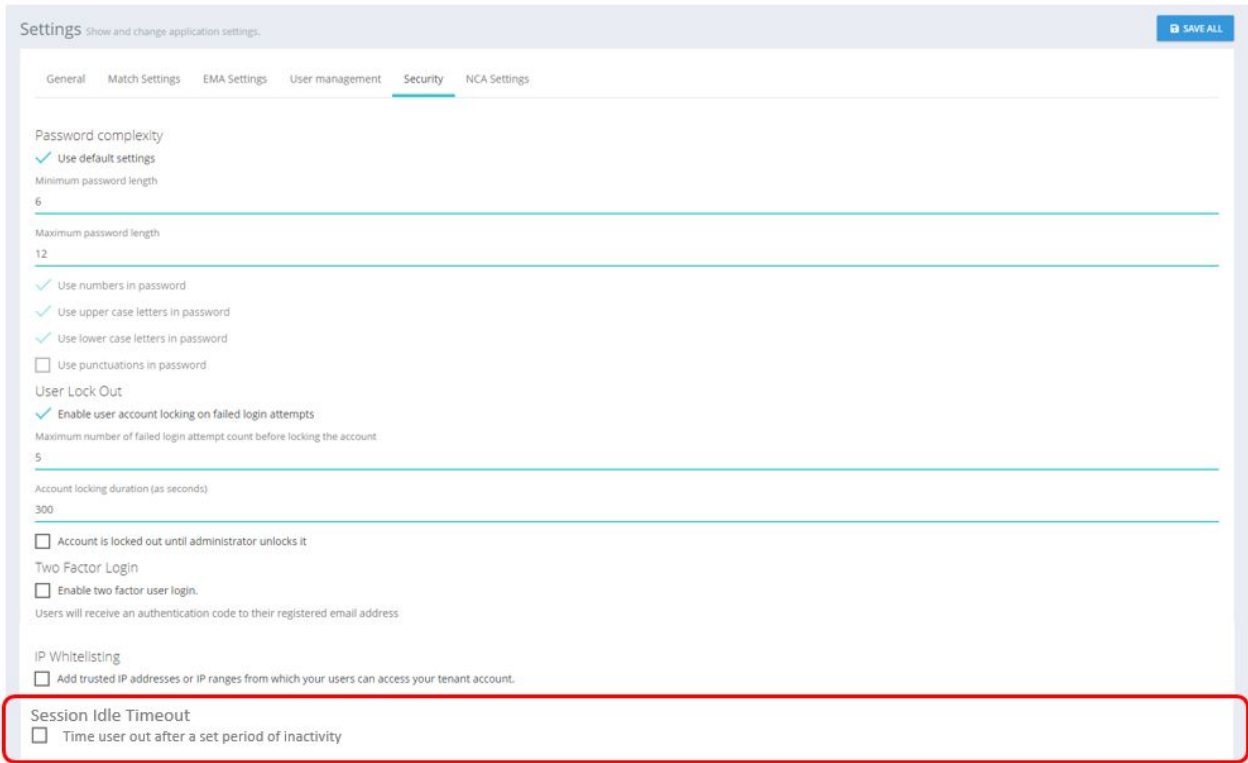 Settings Show and change application settings.
SAVE ALL
General Match Settings EMA Settings User management Security NCA Settings
Password complexity
Use default settings
Minimum password length
6
Maximum password length
12
Use numbers in password
Use upper case letters in password
Use lower case letters in password
Use punctuations in password
User Lock Out
Enable user account locking on failed login attempts
Maximum number of failed login attempt count before locking the account
5
Account locking duration (as seconds)
300
Account is locked out until administrator unlocks it
Two Factor Login
Enable two factor user login.
Users will receive an authentication code to their registered email address
IP Whitelisting
Add trusted IP addresses or IP ranges from which your users can access your tenant account.
Session Idle Timeout
Time user out after a set period of inactivity